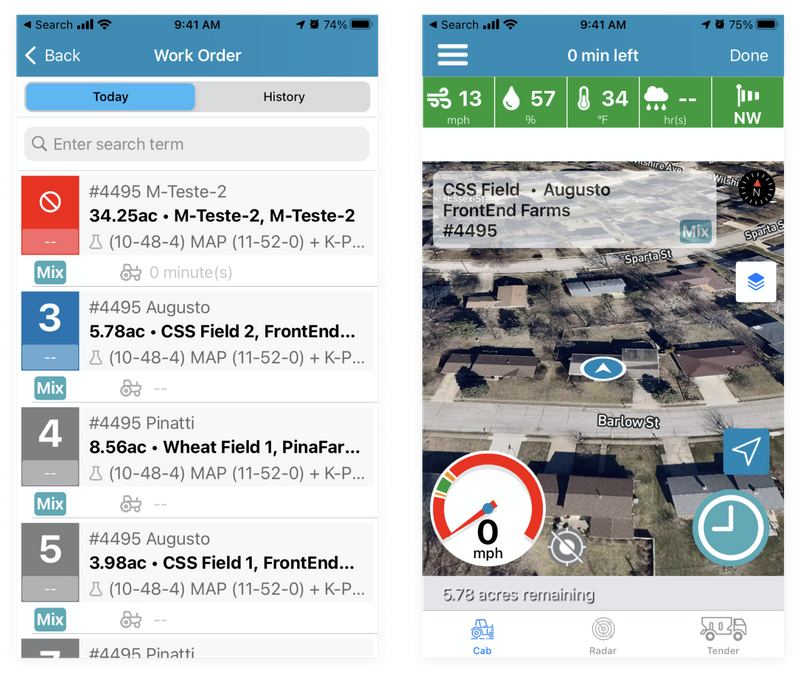 Search 9:41 AM 74%
Back Work Order
Today History
Enter search term
#4495 M-Teste-2
34.25ac • M-Teste-2, M-Teste-2
-- (10-48-4) MAP (11-52-0) + K-P...
Mix 0 minute(s)
#4495 Augusto
3 5.78ac • CSS Field 2, FrontEnd...
-- (10-48-4) MAP (11-52-0) + K-P...
Mix --
#4495 Pinatti
4 8.56ac • Wheat Field 1, PinaFar...
-- (10-48-4) MAP (11-52-0) + K-P...
Mix --
#4495 Augusto
5 3.98ac • CSS Field 1, FrontEnd...
-- (10-48-4) MAP (11-52-0) + K-P...
Mix --
7 #4495 Pinatti
Search 9:41 AM 75%
0 min left Done
13 57 34 --
mph % °F hr(s) NW
CSS Field • Augusto
N
Essex St
FrontEnd Farms
#4495 Mix
Sparta St
Barlow St
0
mph
5.78 acres remaining
Cab Radar Tender